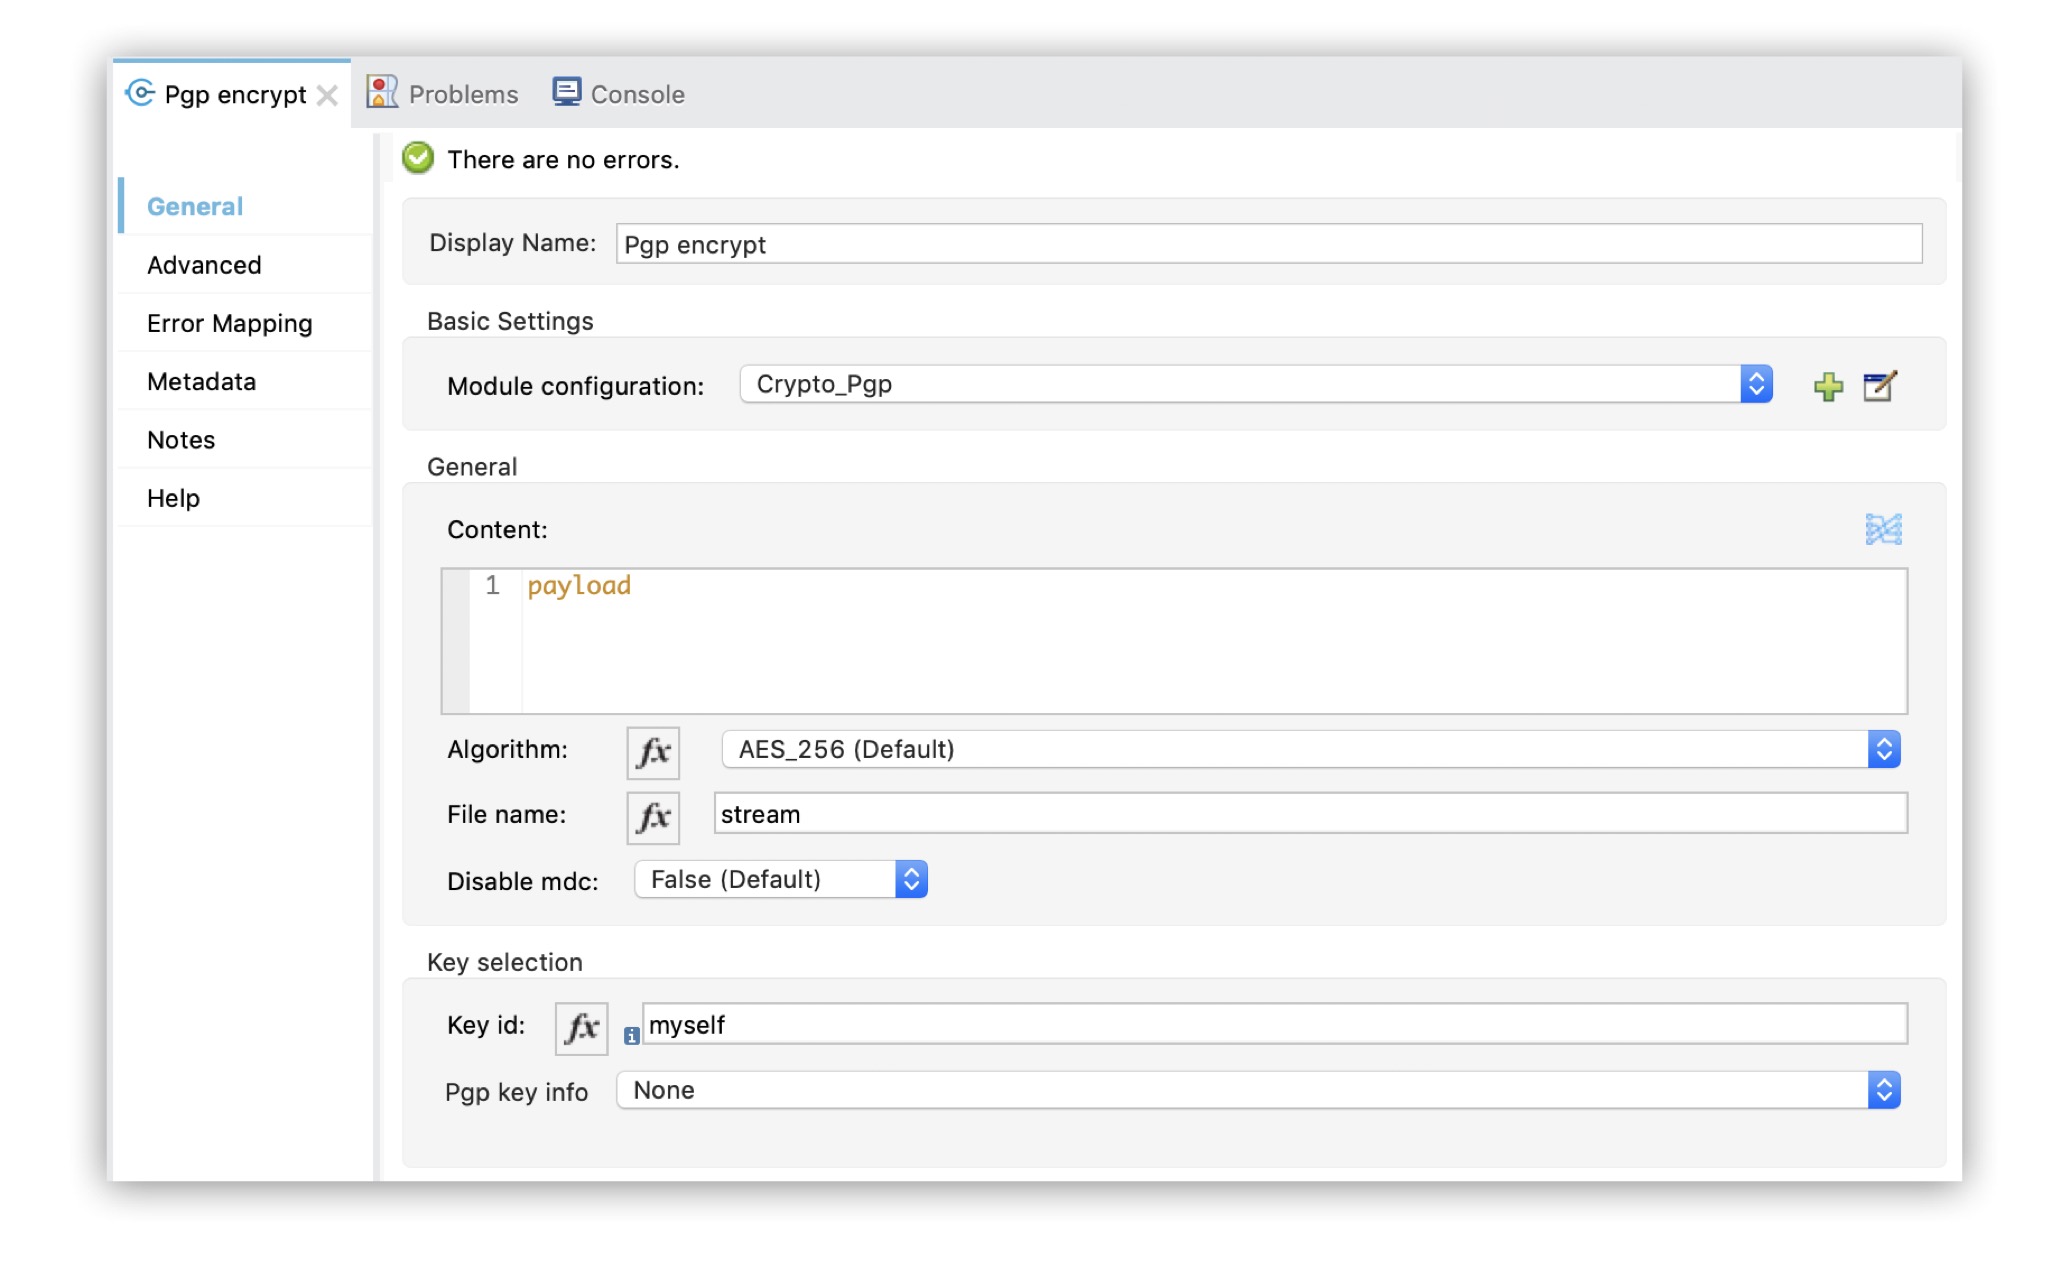 Pgp encrypt
Problems
Console
General
Advanced
Error Mapping
Metadata
Notes
Help
There are no errors.
Display Name: Pgp encrypt
Basic Settings
Module configuration: Crypto_Pgp
General
Content:
1 payload
Algorithm: fx AES_256 (Default)
File name: fx stream
Disable mdc: False (Default)
Key selection
Key id: fx i myself
Pgp key info None